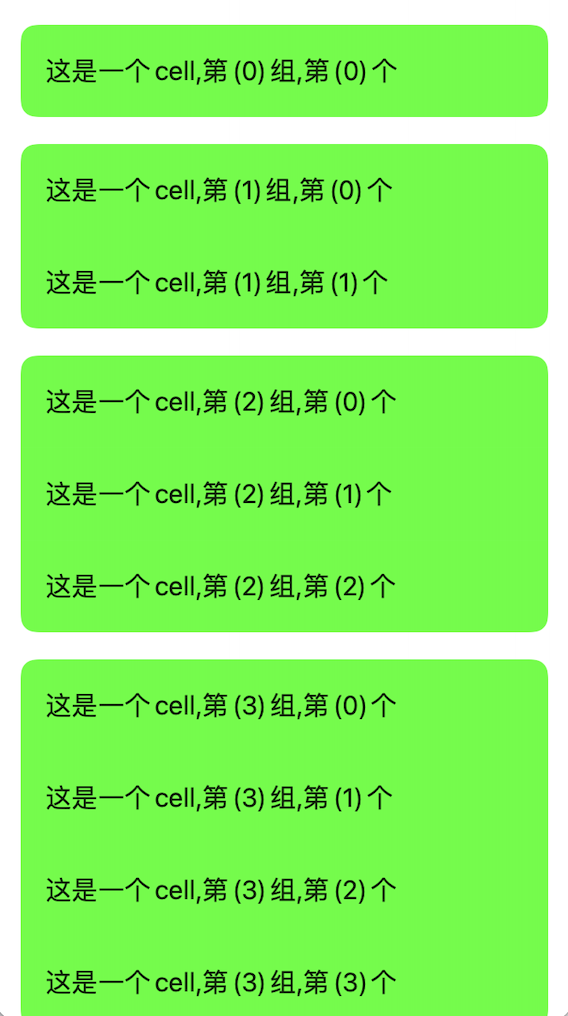 这是一个 cell,第 (0) 组,第 (0) 个
这是一个 cell,第 (1) 组,第 (0) 个
这是一个 cell,第 (1) 组,第 (1) 个
这是一个 cell,第 (2) 组,第 (0) 个
这是一个 cell,第 (2) 组,第 (1) 个
这是一个 cell,第 (2) 组,第 (2) 个
这是一个 cell,第 (3) 组,第 (0) 个
这是一个 cell,第 (3) 组,第 (1) 个
这是一个 cell,第 (3) 组,第 (2) 个
这是一个 cell,第 (3) 组,第 (3) 个